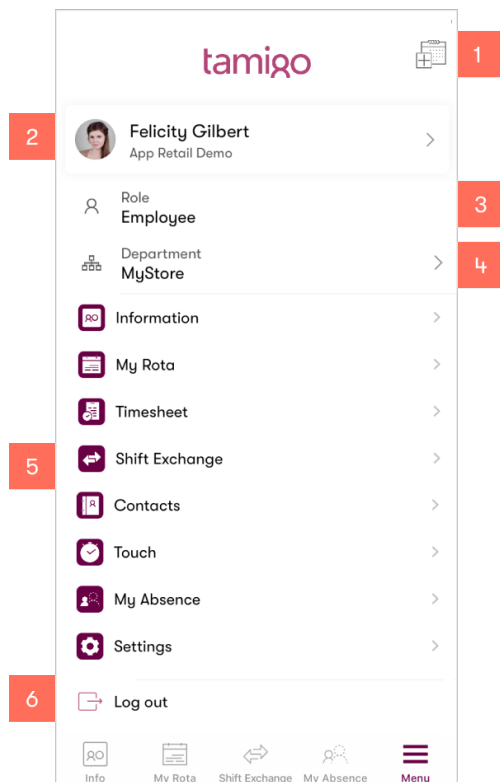 tamigo
1
2
Felicity Gilbert
App Retail Demo
Role
Employee
3
Department
MyStore
4
Information
My Rota
Timesheet
5
Shift Exchange
Contacts
Touch
My Absence
Settings
6
Log out
Info My Rota Shift Exchange My Absence Menu